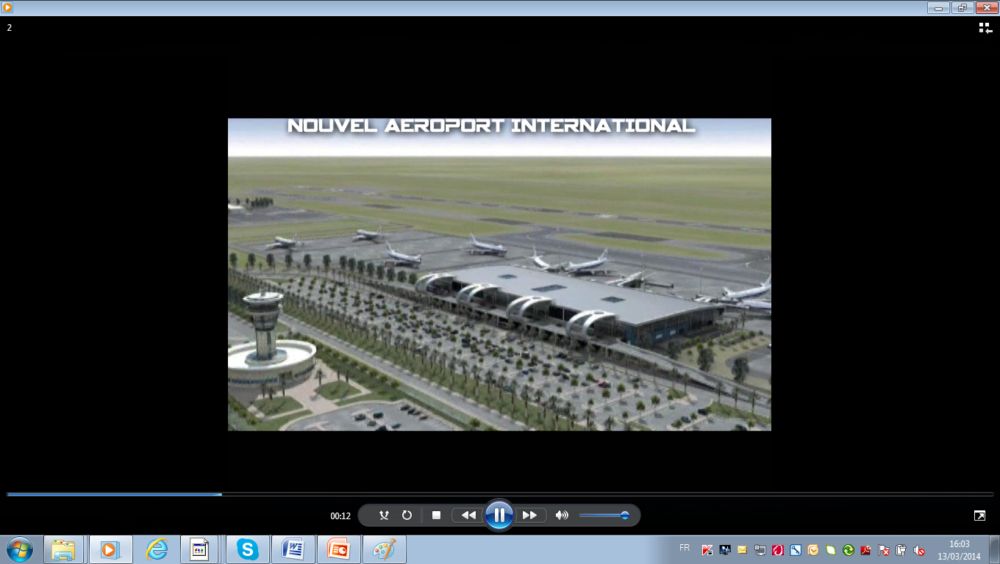 2
NOUVEL AEROPORT INTERNATIONAL
00:12
FR
16:03
13/03/2014